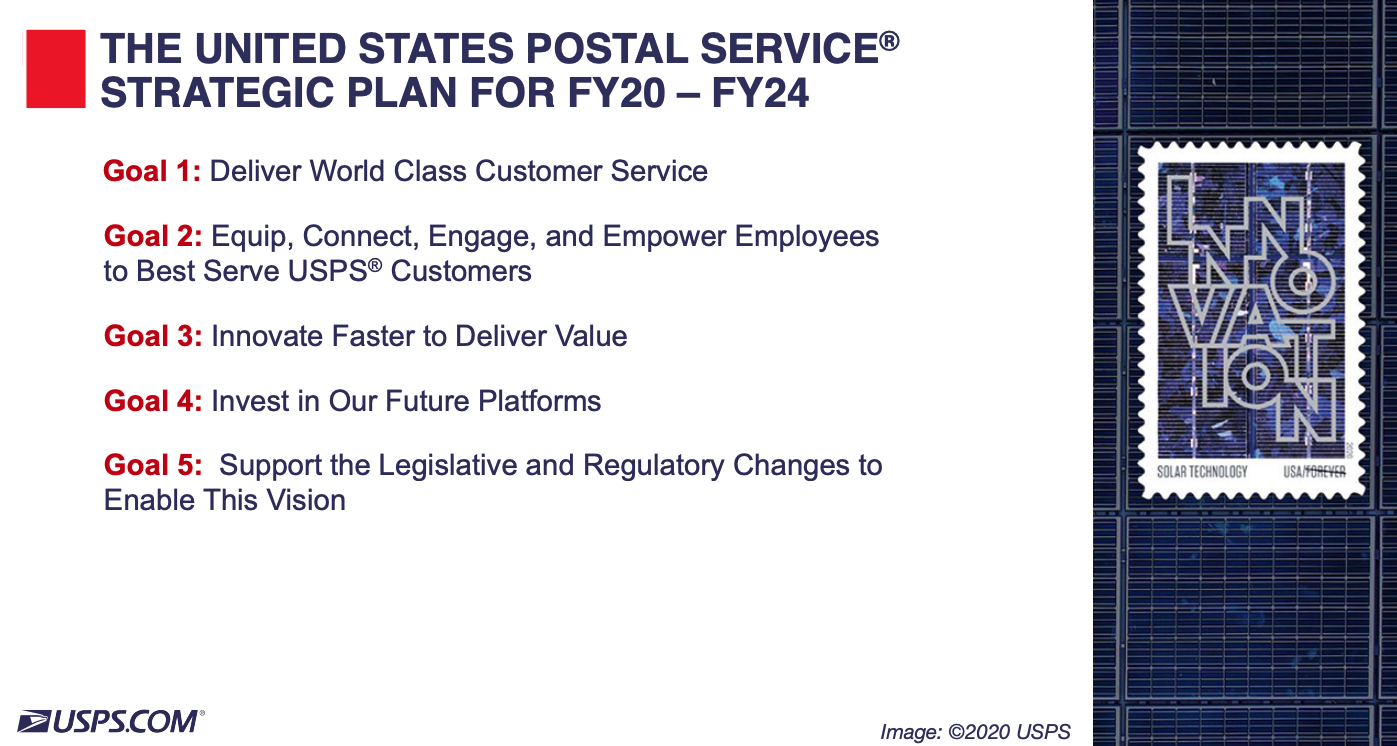 THE UNITED STATES POSTAL SERVICE®
STRATEGIC PLAN FOR FY20 – FY24
Goal 1: Deliver World Class Customer Service
Goal 2: Equip, Connect, Engage, and Empower Employees
to Best Serve USPS® Customers
Goal 3: Innovate Faster to Deliver Value
Goal 4: Invest in Our Future Platforms
Goal 5: Support the Legislative and Regulatory Changes to
Enable This Vision
USPS.COM®
Image: ©2020 USPS
INNOVATION
2020
SOLAR TECHNOLOGY USA/FOREVER